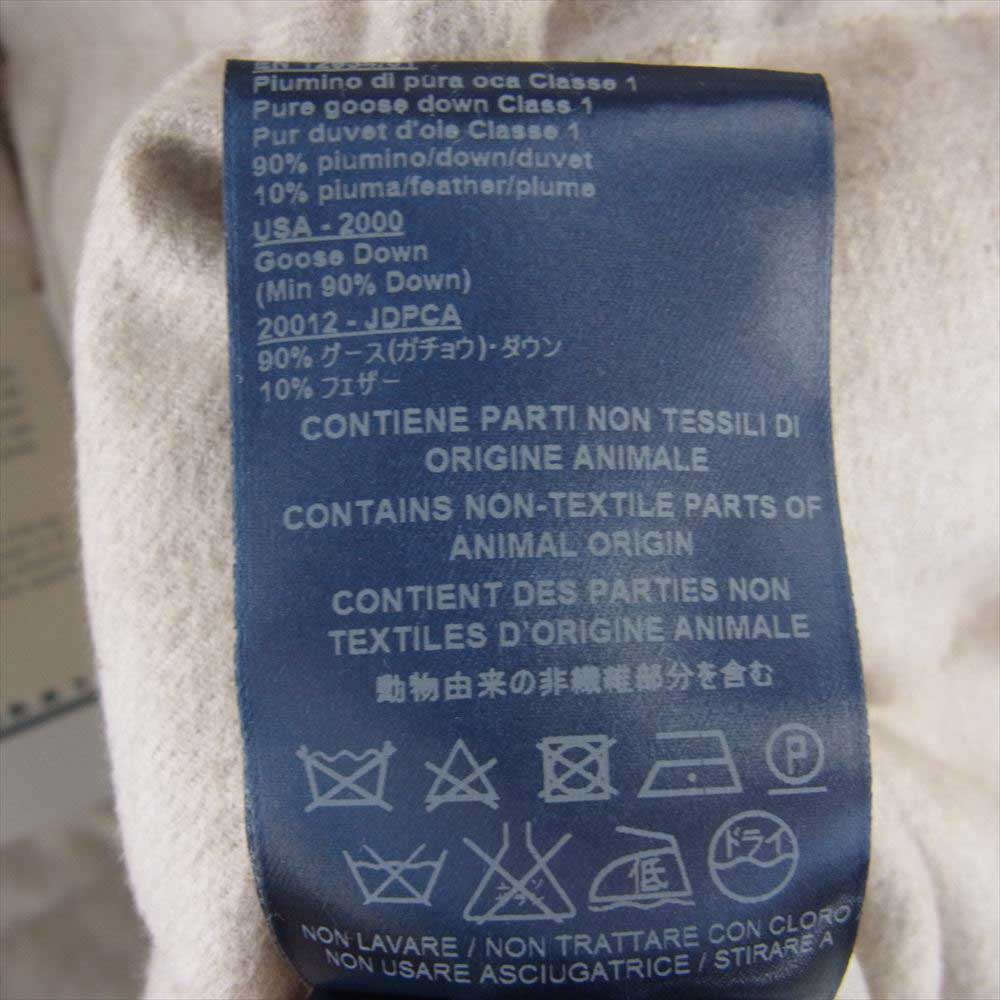 Piumino di pura oca Classe 1
Pure goose down Class 1
Pur duvet d'oie Classe 1
90% piumino/down/duvet
10% piuma/feather/plume
USA - 2000
Goose Down
(Min 90% Down)
20012 - JDPCA
90% グース(ガチョウ)・ダウン
10% フェザー
CONTIENE PARTI NON TESSILI DI
ORIGINE ANIMALE
CONTAINS NON-TEXTILE PARTS OF
ANIMAL ORIGIN
CONTIENT DES PARTIES NON
TEXTILES D'ORIGINE ANIMALE
動物由来の非繊維部分を含む
P
低 ドライ
NON LAVARE / NON TRATTARE CON CLORO
NON USARE ASCIUGATRICE / STIRARE A